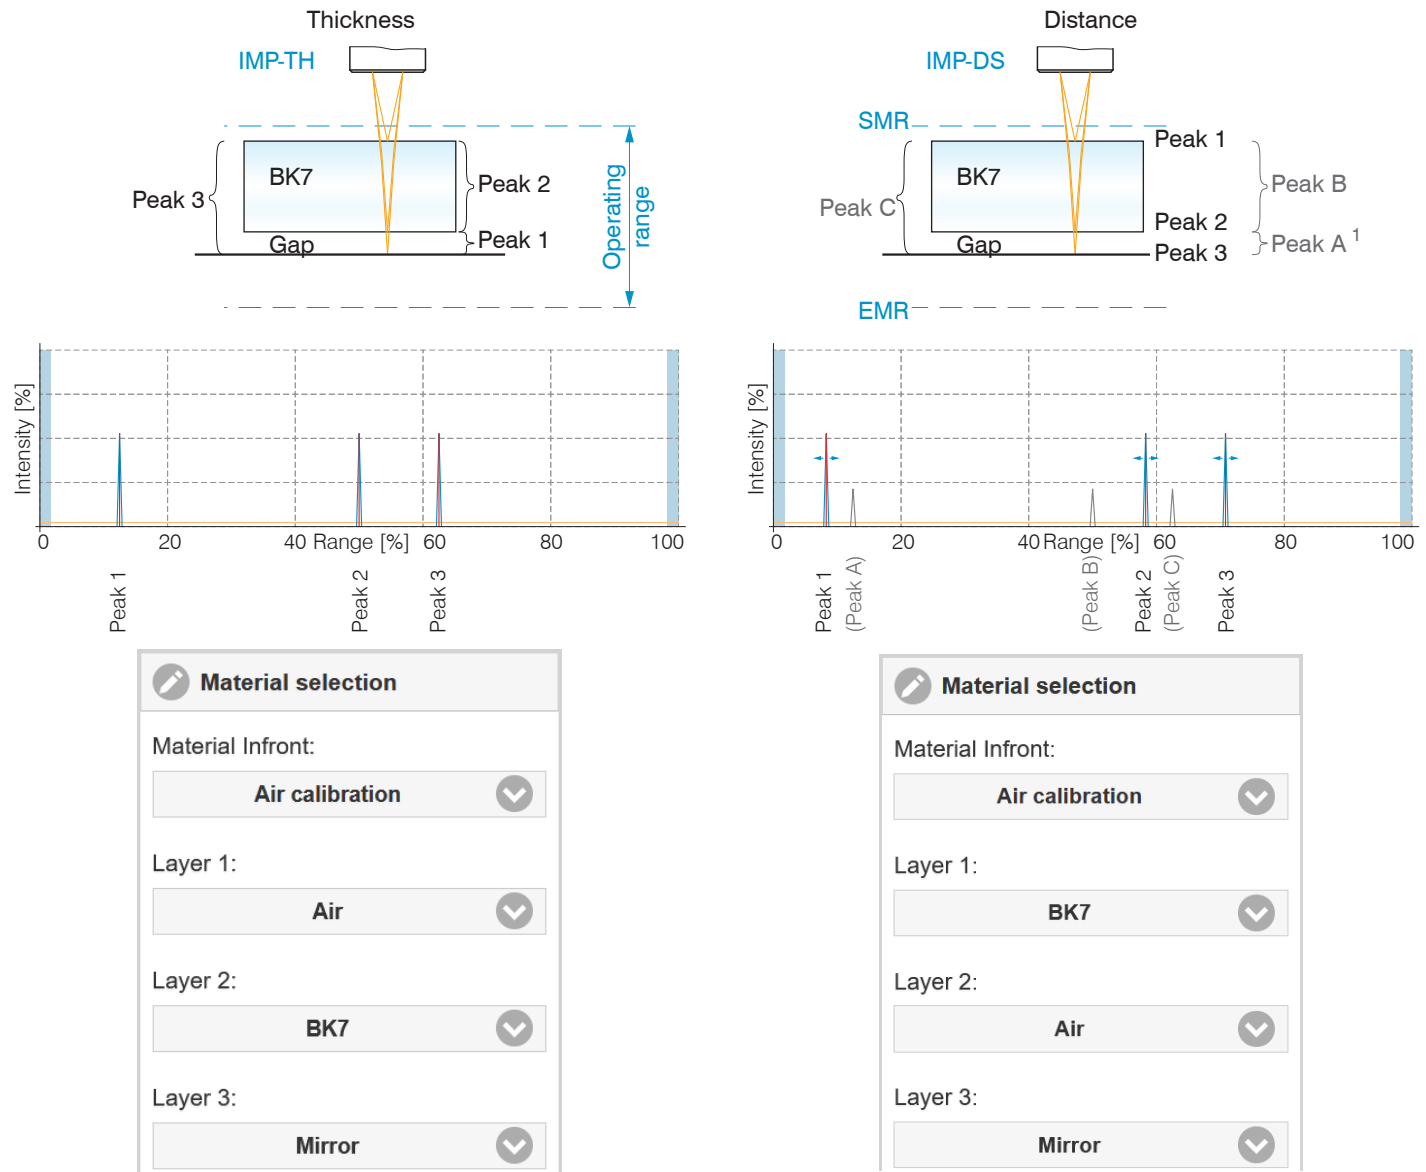 Thickness
IMP-TH
BK7
Peak 3
Peak 2
Gap
Peak 1
Operating
range
Intensity [%]
0 20 40 Range [%] 60 80 100
Peak 1
Peak 2
Peak 3
Material selection
Material Infront:
Air calibration
Layer 1:
Air
Layer 2:
BK7
Layer 3:
Mirror
Distance
IMP-DS
SMR
Peak 1
BK7
Peak B
Peak C
Peak 2
Gap
Peak A 1
Peak 3
EMR
Intensity [%]
0 20 40 Range [%] 60 80 100
Peak 1
(Peak A)
(Peak B)
Peak 2
(Peak C)
Peak 3
Material selection
Material Infront:
Air calibration
Layer 1:
BK7
Layer 2:
Air
Layer 3:
Mirror